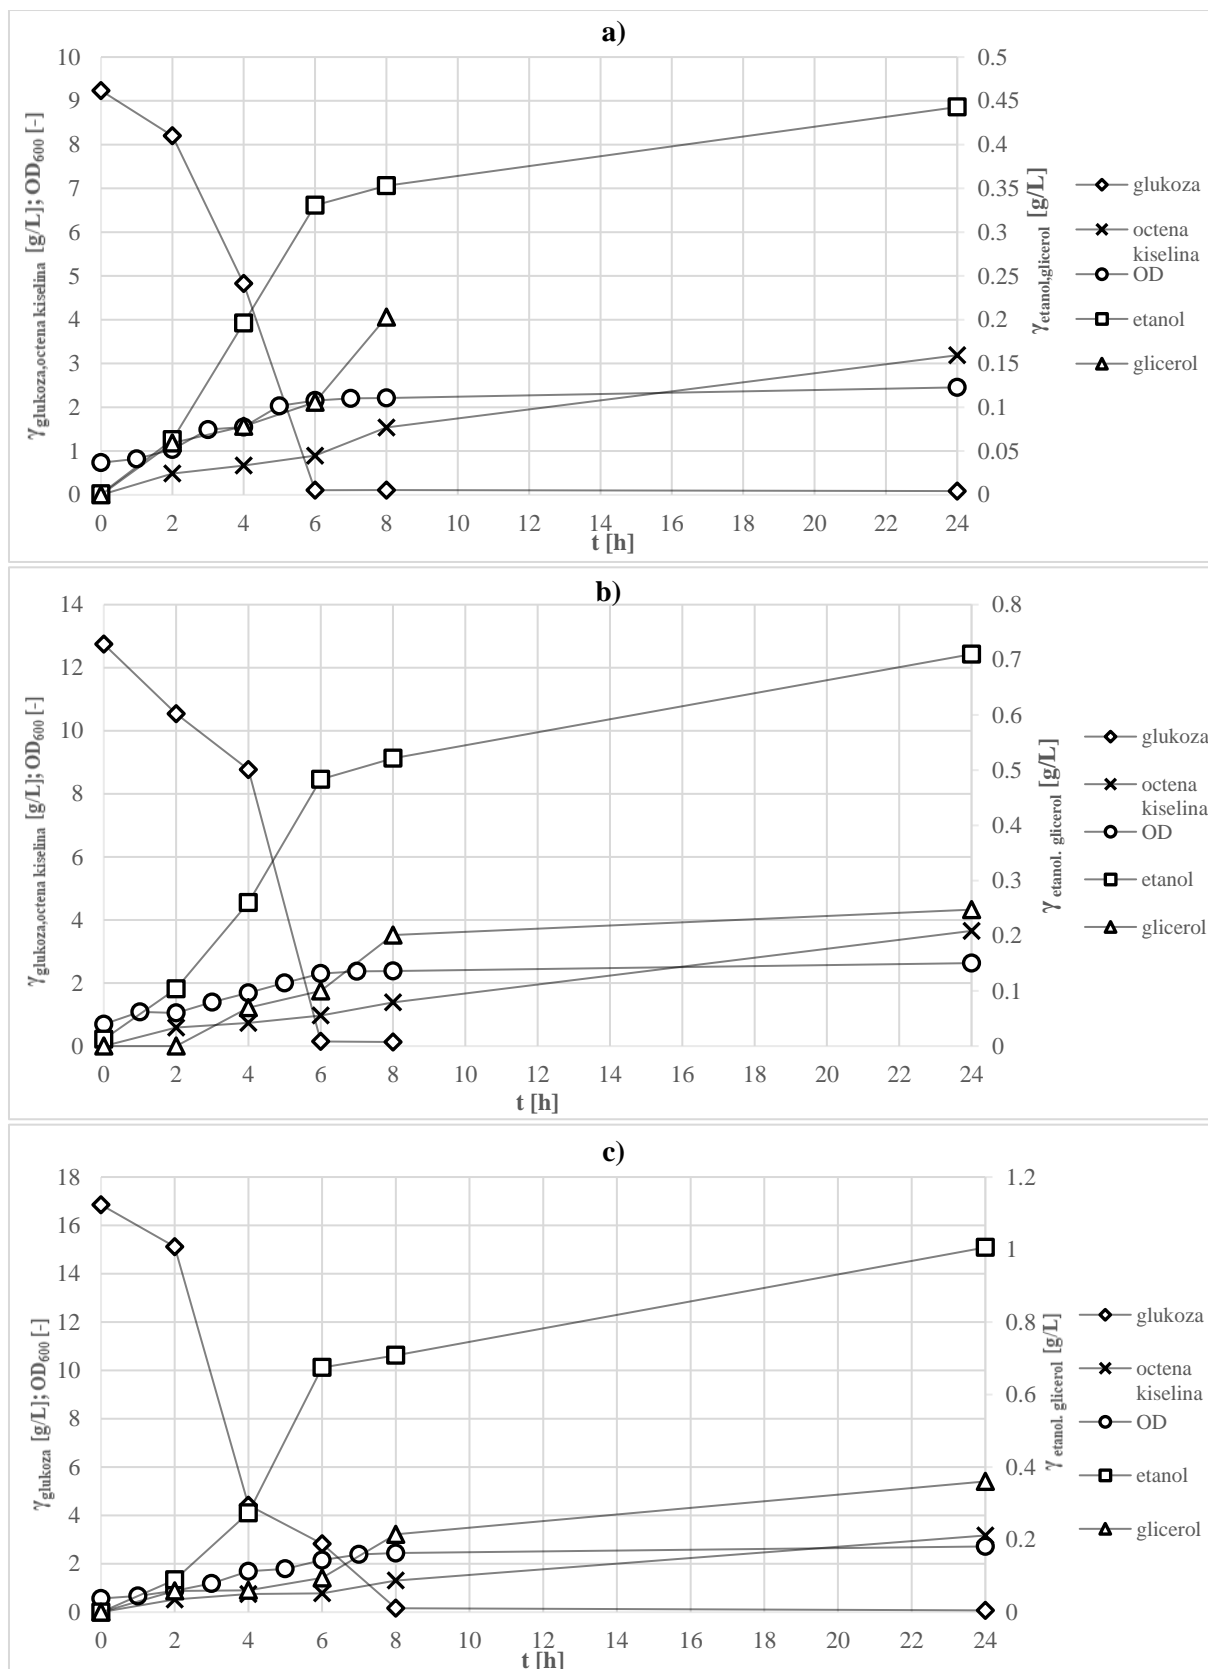 a)
10
9
8
7
6
5
4
3
2
1
0
0.5
0.45
0.4
0.35
0.3
0.25
0.2
0.15
0.1
0.05
0
0 2 4 6 8 10 12 14 16 18 20 22 24
t [h]
γglukoza,octena kiselina [g/L]; OD600 [-]
γetanol,glicerol [g/L]
glukoza
octena
kiselina
OD
etanol
glicerol
b)
14
12
10
8
6
4
2
0
0.8
0.7
0.6
0.5
0.4
0.3
0.2
0.1
0
0 2 4 6 8 10 12 14 16 18 20 22 24
t [h]
γglukoza,octena kiselina [g/L]; OD600 [-]
γ etanol. glicerol [g/L]
glukoza
octena
kiselina
OD
etanol
glicerol
c)
18
16
14
12
10
8
6
4
2
0
1.2
1
0.8
0.6
0.4
0.2
0
0 2 4 6 8 10 12 14 16 18 20 22 24
t [h]
γglukoza [g/L]; OD600 [-]
γ etanol. glicerol [g/L]
glukoza
octena
kiselina
OD
etanol
glicerol